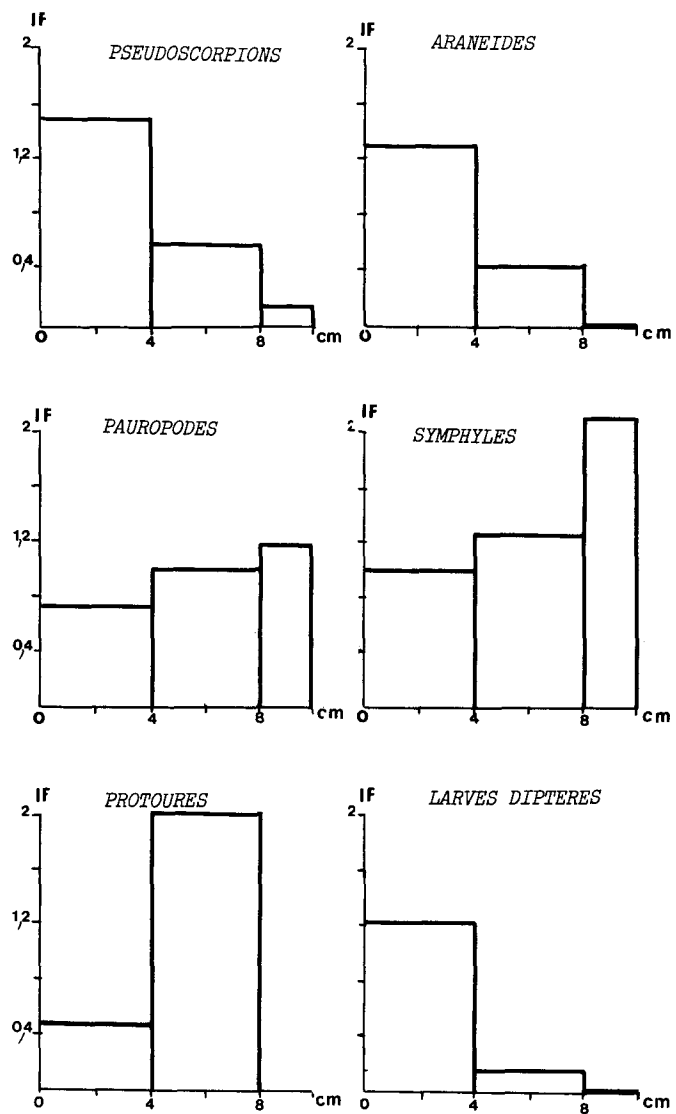 IF
PSEUDOSCORPIONS
2
1,2
0,4
0 4 8 cm
ARANEIDES
2
0 4 8 cm
IF
PAUROPODES
2
1,2
0,4
0 4 8 cm
IF
SYMPHYLES
2
0 4 8 cm
IF
PROTOURES
2
1,2
0,4
0 4 8 cm
IF
LARVES DIPTERES
2
0 4 8 cm